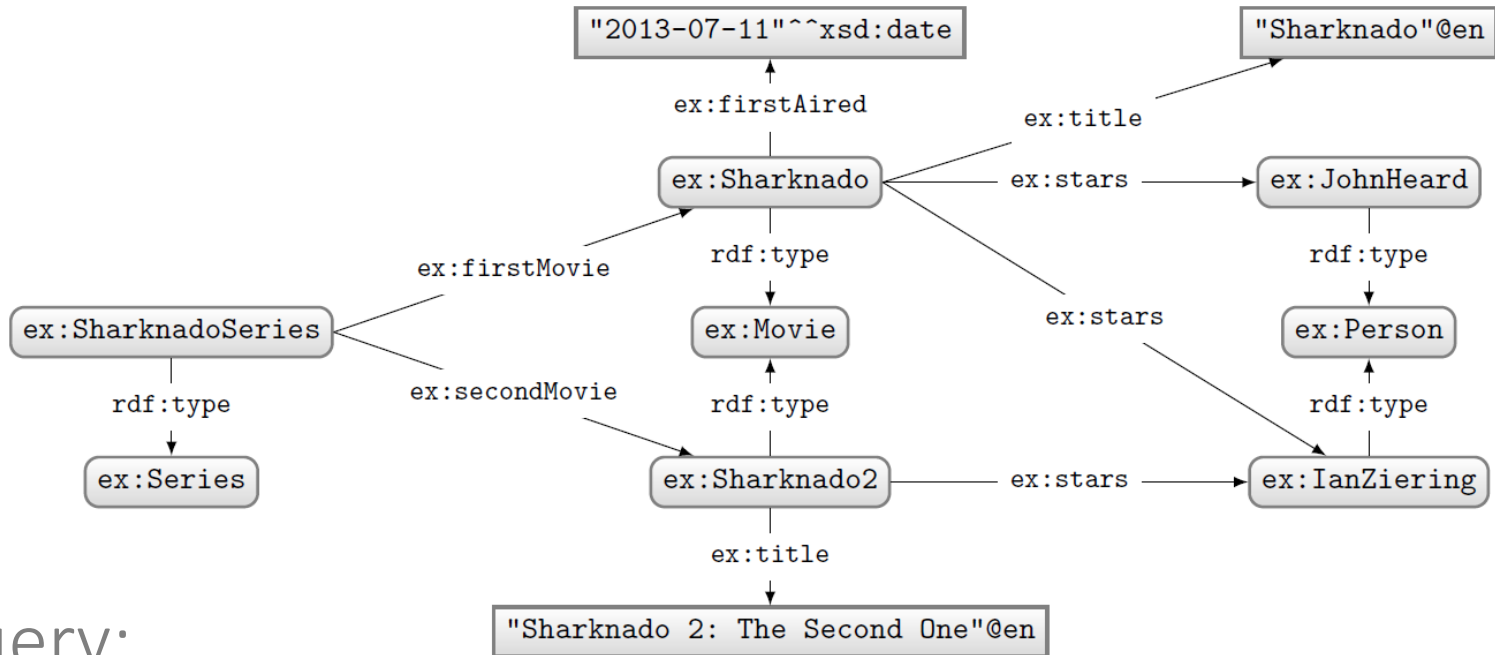 "2013-07-11"^^xsd:date
"Sharknado"@en
ex:firstAired
ex:title
ex:Sharknado
ex:stars
ex:JohnHeard
rdf:type
rdf:type
ex:firstMovie
ex:SharknadoSeries
ex:Movie
ex:stars
ex:Person
ex:secondMovie
rdf:type
rdf:type
rdf:type
ex:Series
ex:Sharknado2
ex:stars
ex:IanZiering
ex:title
"Sharknado 2: The Second One"@en